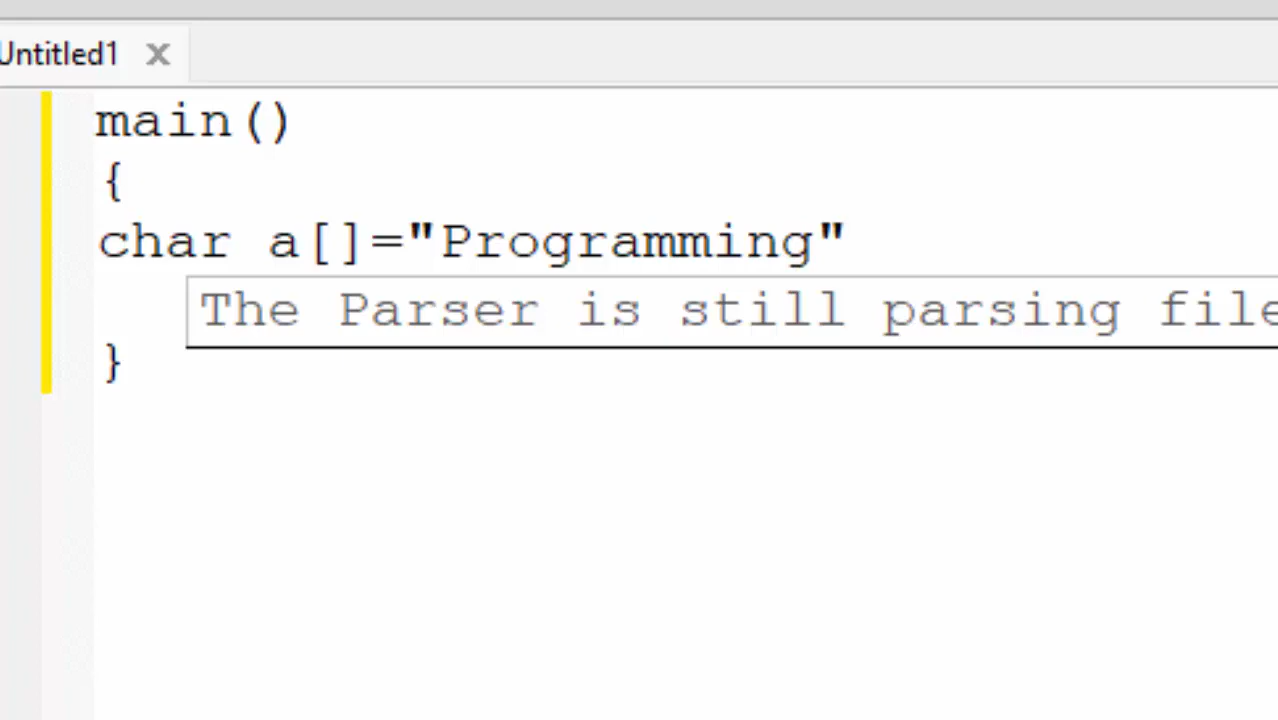 Untitled1
main()
{
char a[]="Programming"
The Parser is still parsing file
}